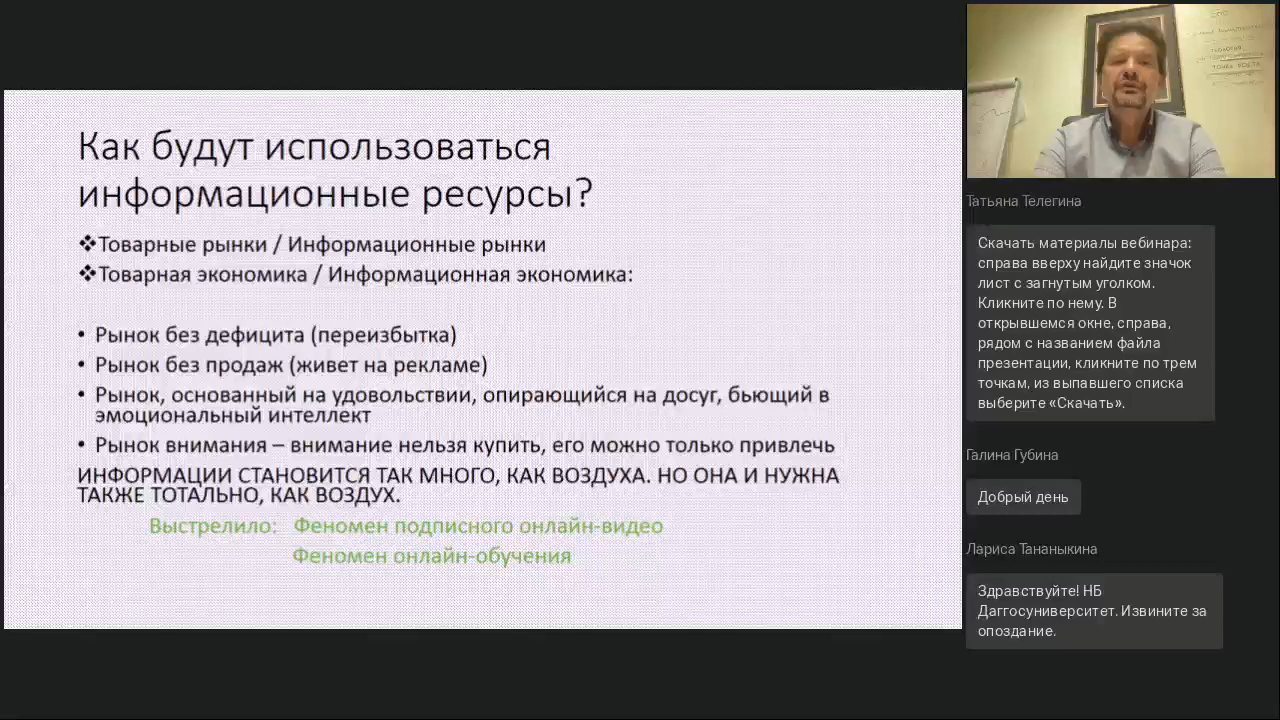 Как будут использоваться
информационные ресурсы?
❖Товарные рынки / Информационные рынки
❖Товарная экономика / Информационная экономика:
• Рынок без дефицита (переизбытка)
• Рынок без продаж (живет на рекламе)
• Рынок, основанный на удовольствии, опирающийся на досуг, бьющий в
эмоциональный интеллект
• Рынок внимания – внимание нельзя купить, его можно только привлечь
ИНФОРМАЦИИ СТАНОВИТСЯ ТАК МНОГО, КАК ВОЗДУХА. НО ОНА И НУЖНА
ТАКЖЕ ТОТАЛЬНО, КАК ВОЗДУХ.
Выстрелило: Феномен подписного онлайн-видео
Феномен онлайн-обучения
Татьяна Телегина
Скачать материалы вебинара:
справа вверху найдите значок
лист с загнутым уголком.
Кликните по нему. В
открывшемся окне, справа,
рядом с названием файла
презентации, кликните по трем
точкам, из выпавшего списка
выберите «Скачать».
Галина Губина
Добрый день
Лариса Тананыкина
Здравствуйте! НБ
Даггосуниверситет. Извините за
опоздание.